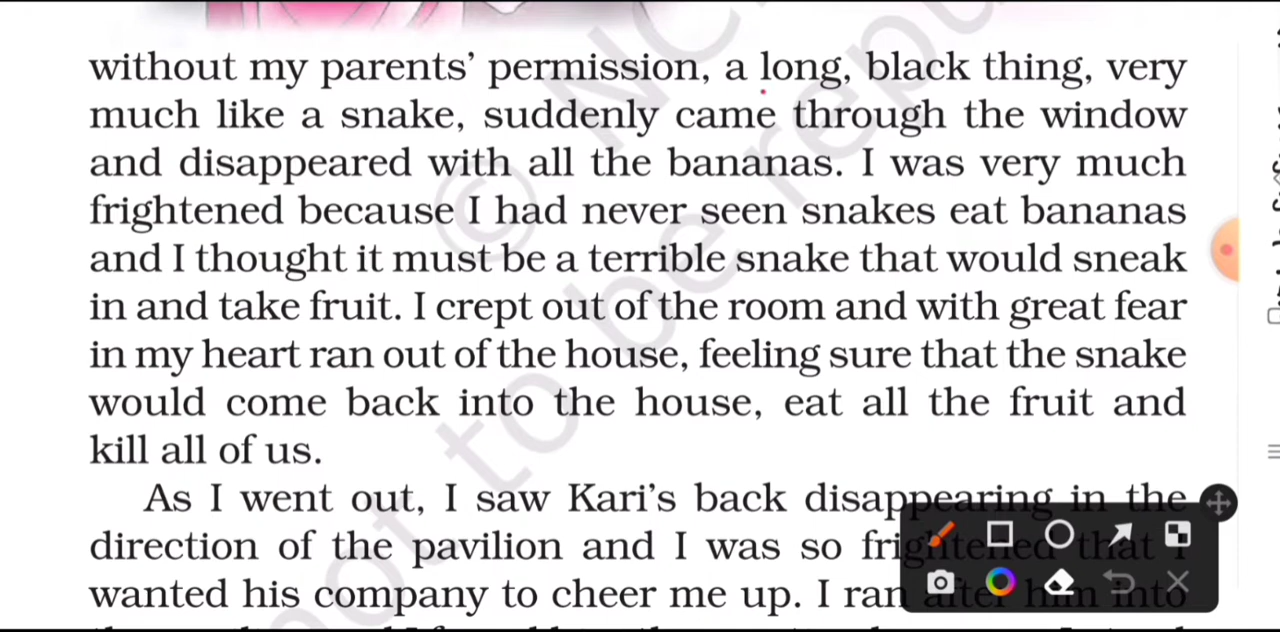 without my parents' permission, a long, black thing, very
much like a snake, suddenly came through the window
and disappeared with all the bananas. I was very much
frightened because I had never seen snakes eat bananas
and I thought it must be a terrible snake that would sneak
in and take fruit. I crept out of the room and with great fear
in my heart ran out of the house, feeling sure that the snake
would come back into the house, eat all the fruit and
kill all of us.
As I went out, I saw Kari's back disappearing in the
direction of the pavilion and I was so frightened that I
wanted his company to cheer me up. I ran after him into